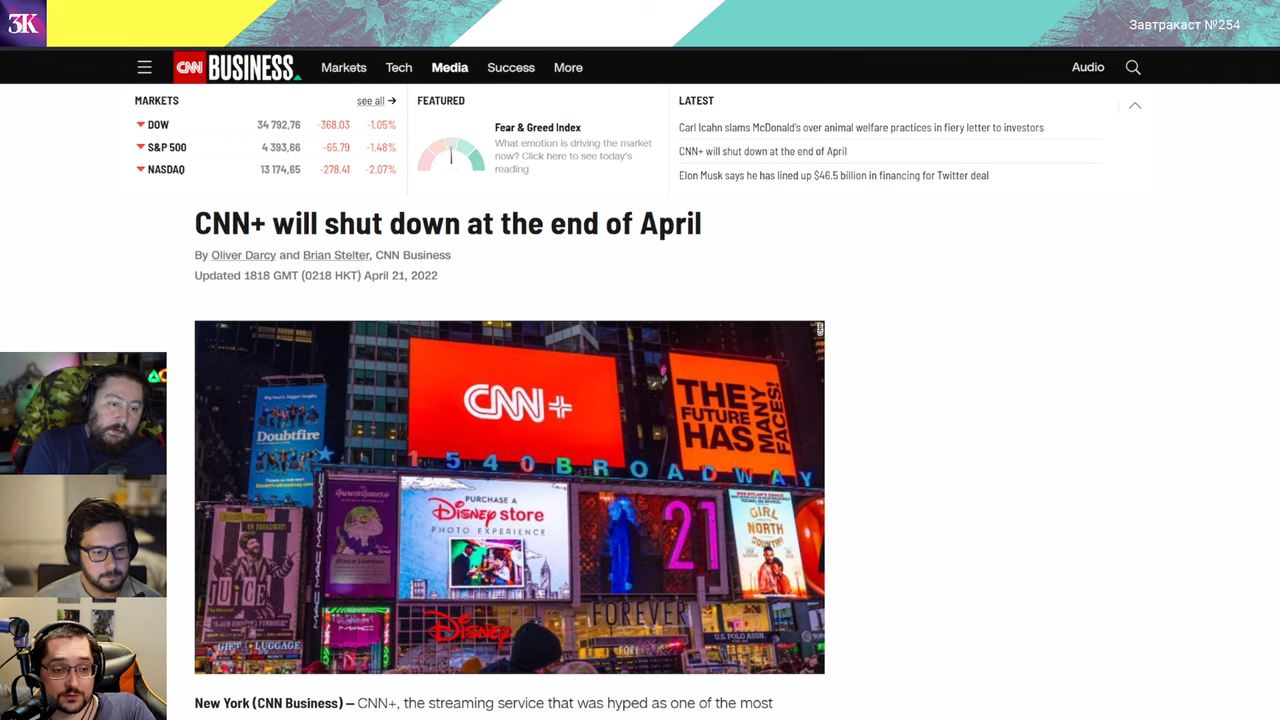 3K
Завтракаст №254
CNN BUSINESS
Markets
Tech
Media
Success
More
Audio
MARKETS
see all →
DOW 34 792,76 -368.03 -1.05%
S&P 500 4 393,66 -65.79 -1.48%
NASDAQ 13 174,65 -278.41 -2.07%
FEATURED
Fear & Greed Index
What emotion is driving the market
now? Click here to see today's
reading
LATEST
Carl Icahn slams McDonald's over animal welfare practices in fiery letter to investors
CNN+ will shut down at the end of April
Elon Musk says he has lined up $46.5 billion in financing for Twitter deal
CNN+ will shut down at the end of April
By Oliver Darcy and Brian Stelter, CNN Business
Updated 1818 GMT (0218 HKT) April 21, 2022
CNN
CNN+
THE
FUTURE
HAS
MANY
FACES!
Doubtfire
1540 BROADWAY
PURCHASE A
Disney store
PHOTO EXPERIENCE
21
GIRL
NORTH
COUNTRY
JUICE
Disney
FOREVER
GIFT LUGGAGE
U.S. POLO ASSN.
New York (CNN Business) — CNN+, the streaming service that was hyped as one of the most